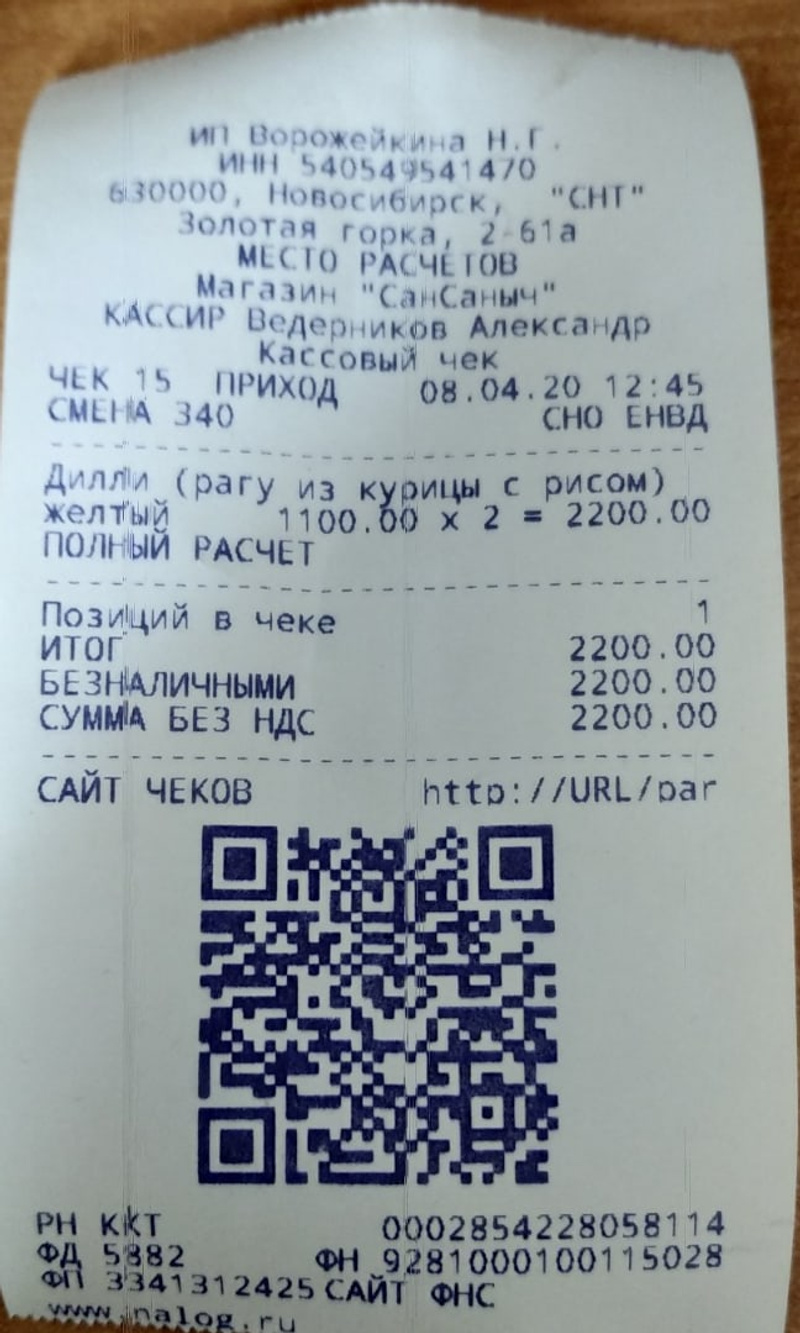 ИП Ворожейкина Н.Г.
ИНН 540549541470
630000, Новосибирск, "СНТ"
Золотая горка, 2-61а
МЕСТО РАСЧЕТОВ
Магазин "СанСаныч"
КАССИР Ведерников Александр
Кассовый чек
ЧЕК 15 ПРИХОД 08.04.20 12:45
СМЕНА 340 СНО ЕНВД
Дилли (рагу из курицы с рисом)
желтый 1100.00 x 2 = 2200.00
ПОЛНЫЙ РАСЧЕТ
Позиций в чеке 1
ИТОГ 2200.00
БЕЗНАЛИЧНЫМИ 2200.00
СУММА БЕЗ НДС 2200.00
САЙТ ЧЕКОВ http://URL/par
РН ККТ 0002854228058114
ФД 5882 ФН 9281000100115028
ФП 3341312425 САЙТ ФНС
www.nalog.ru